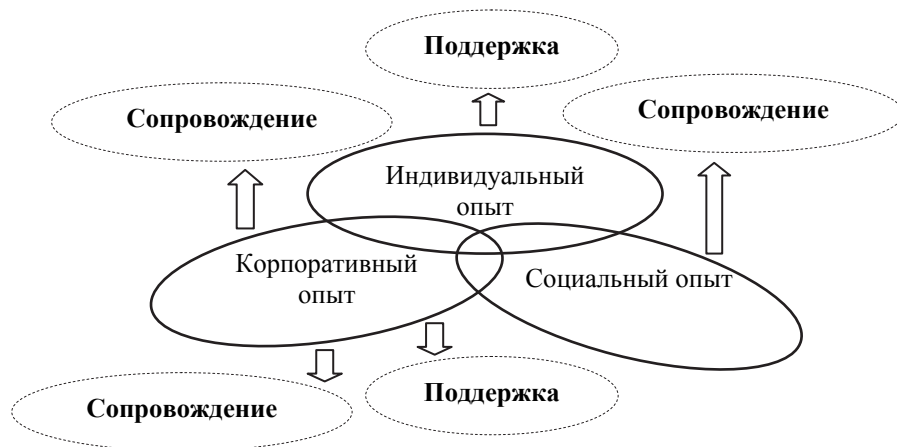 Поддержка
Сопровождение
Сопровождение
Индивидуальный
опыт
Корпоративный
опыт
Социальный опыт
Сопровождение
Поддержка